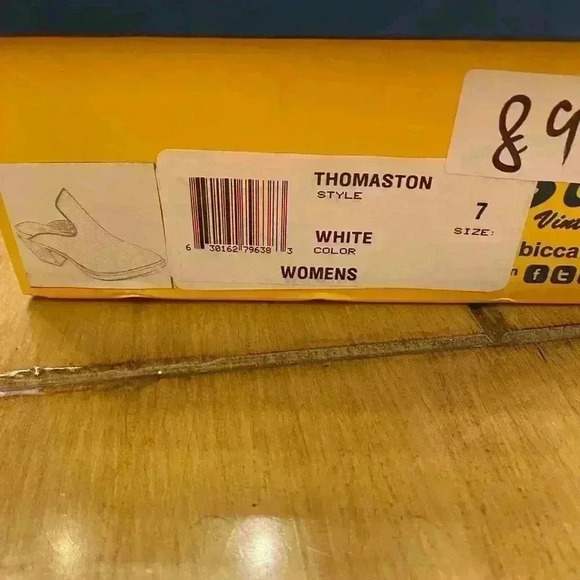 89
THOMASTON
STYLE
7
SIZE:
6 30162 79638 3
WHITE
COLOR
WOMENS
bicca